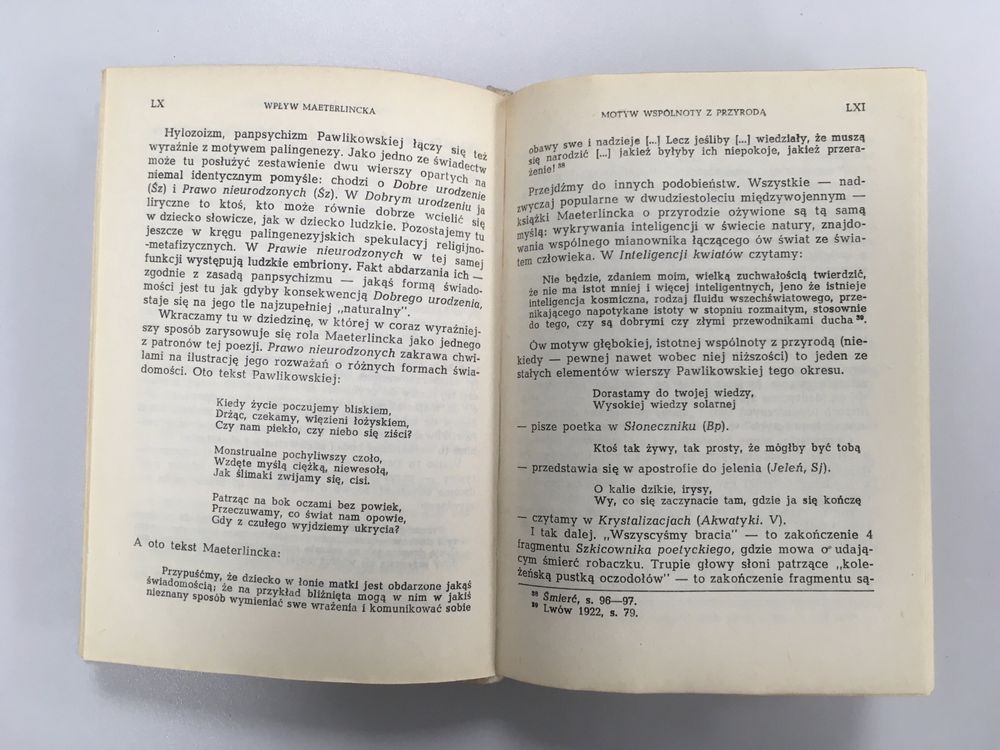 LX
WPŁYW MAETERLINCKA
Hylozoizm, panpsychizm Pawlikowskiej łączy się też
wyraźnie z motywem palingenezy. Jako jedno ze świadectw
może tu posłużyć zestawienie dwu wierszy opartych na
niemal identycznym pomyśle: chodzi o Dobre urodzenie
(Śz) i Prawo nieurodzonych (Śz). W Dobrym urodzeniu ja
liryczne to ktoś, kto może równie dobrze wcielić się
w dziecko słowicze, jak w dziecko ludzkie. Pozostajemy tu
jeszcze w kręgu palingenezyjskich spekulacyj religijno-
-metafizycznych. W Prawie nieurodzonych w tej samej
funkcji występują ludzkie embriony. Fakt abdarzania ich —
zgodnie z zasadą panpsychizmu — jakąś formą świado-
mości jest tu jak gdyby konsekwencją Dobrego urodzenia,
staje się na jego tle najzupełniej „naturalny".
Wkraczamy tu w dziedzinę, w której w coraz wyraźniej-
szy sposób zarysowuje się rola Maeterlincka jako jednego
z patronów tej poezji. Prawo nieurodzonych zakrawa chwi-
lami na ilustrację jego rozważań o różnych formach świa-
domości. Oto tekst Pawlikowskiej:
Kiedy życie poczujemy bliskiem,
Drżąc, czekamy, więzieni łożyskiem,
Czy nam piekło, czy niebo się ziści?
Monstrualne pochyliwszy czoło,
Wzdęte myślą ciężką, niewesołą,
Jak ślimaki zwijamy się, cisi.
Patrząc na bok oczami bez powiek,
Przeczuwamy, co świat nam opowie,
Gdy z czułego wyjdziemy ukrycia?
A oto tekst Maeterlincka:
Przypuśćmy, że dziecko w łonie matki jest obdarzone jakąś
świadomością; że na przykład bliźnięta mogą w nim w jakiś
nieznany sposób wymieniać swe wrażenia i komunikować sobie
MOTYW WSPÓLNOTY Z PRZYRODĄ
LXI
obawy swe i nadzieje [...] Lecz jeśliby [...] wiedziały, że muszą
się narodzić [...] jakież byłyby ich niepokoje, jakież przera-
żenie! ³⁸
Przejdźmy do innych podobieństw. Wszystkie — nad-
zwyczaj popularne w dwudziestoleciu międzywojennym —
książki Maeterlincka o przyrodzie ożywione są tą samą
myślą: wykrywania inteligencji w świecie natury, znajdo-
wania wspólnego mianownika łączącego ów świat ze świa-
tem człowieka. W Inteligencji kwiatów czytamy:
Nie będzie, zdaniem moim, wielką zuchwałością twierdzić,
że nie ma istot mniej i więcej inteligentnych, jeno że istnieje
inteligencja kosmiczna, rodzaj fluidu wszechświatowego, prze-
nikającego napotykane istoty w stopniu rozmaitym, stosownie
do tego, czy są dobrymi czy złymi przewodnikami ducha ³⁹.
Ów motyw głębokiej, istotnej wspólnoty z przyrodą (nie-
kiedy — pewnej nawet wobec niej niższości) to jeden ze
stałych elementów wierszy Pawlikowskiej tego okresu.
Dorastamy do twojej wiedzy,
Wysokiej wiedzy solarnej
— pisze poetka w Słoneczniku (Bp).
Ktoś tak żywy, tak prosty, że mógłby być tobą
— przedstawia się w apostrofie do jelenia (Jeleń, Sj).
O kalie dzikie, irysy,
Wy, co się zaczynacie tam, gdzie ja się kończę
— czytamy w Krystalizacjach (Akwatyki. V).
I tak dalej. „Wszyscyśmy bracia" — to zakończenie 4
fragmentu Szkicownika poetyckiego, gdzie mowa o udają-
cym śmierć robaczku. Trupie głowy słoni patrzące „kole-
żeńską pustką oczodołów" — to zakończenie fragmentu są-
³⁸ Śmierć, s. 96—97.
³⁹ Lwów 1922, s. 79.